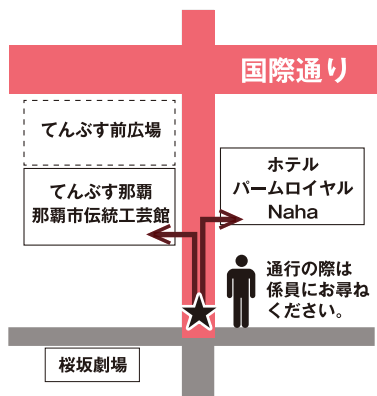 国際通り
てんぶす前広場
てんぶす那覇
那覇市伝統工芸館
ホテル
パームロイヤル
Naha
通行の際は
係員にお尋ね
ください。
桜坂劇場